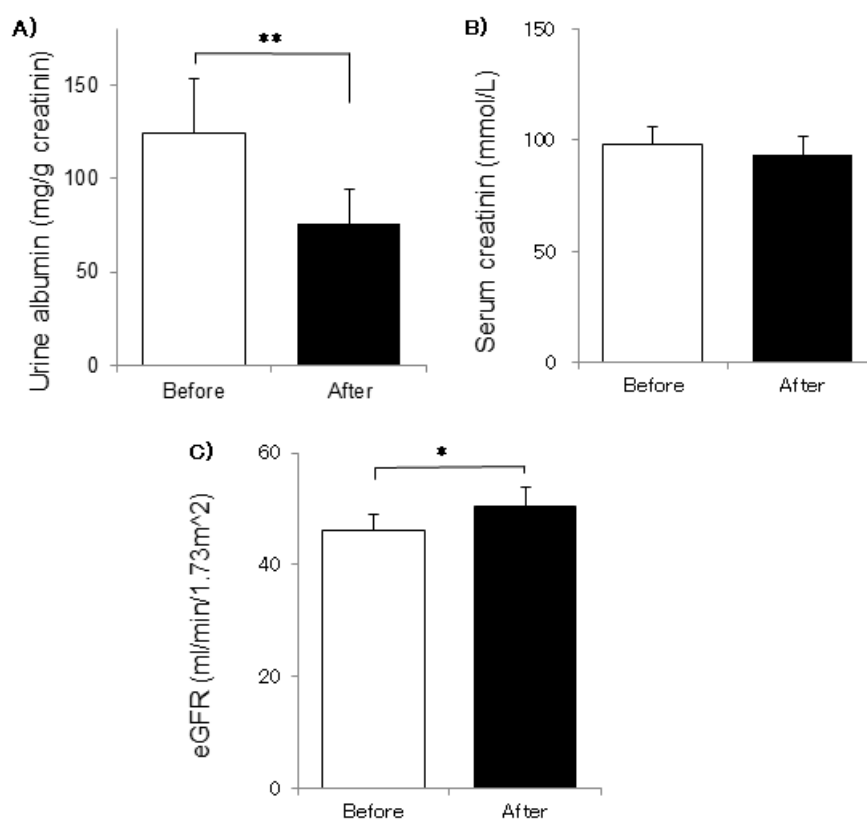 A)
**
Urine albumin (mg/g creatinin)
150
100
50
0
Before
After
B)
Serum creatinin (mmol/L)
150
100
50
0
Before
After
C)
*
eGFR (ml/min/1.73m^2)
60
40
20
0
Before
After